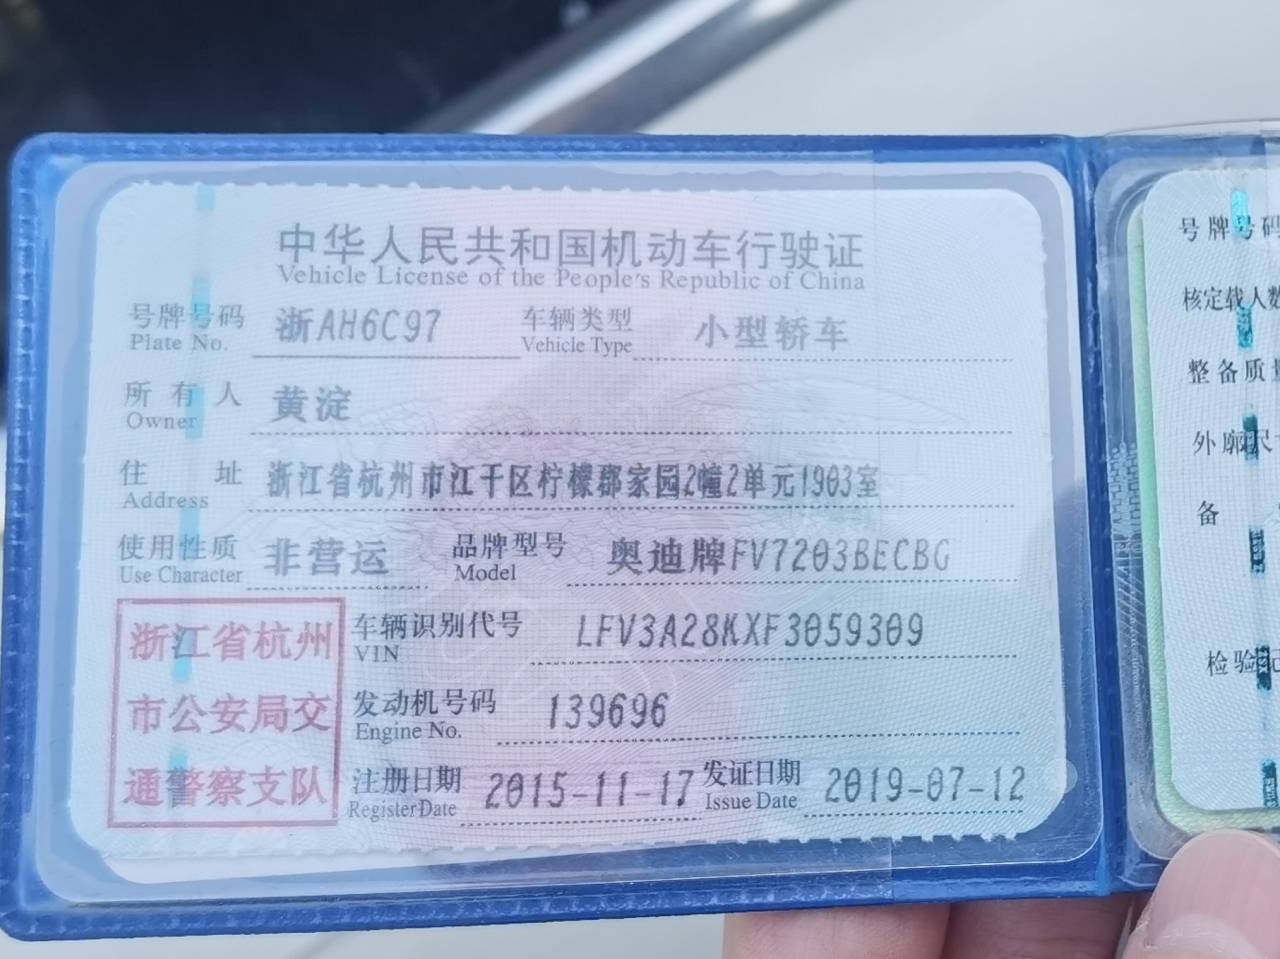 中华人民共和国机动车行驶证
Vehicle License of the People's Republic of China
号牌号码 浙AH6C97 车辆类型 小型轿车
Plate No. Vehicle Type
所有人 黄淀
Owner
住址 浙江省杭州市江干区柠檬郡家园2幢2单元1903室
Address
使用性质 非营运 品牌型号 奥迪牌FV7203BECBG
Use Character Model
浙江省杭州
市公安局交
通警察支队
车辆识别代号 LFV3A28KXF3059309
VIN
发动机号码 139696
Engine No.
注册日期 2015-11-17 发证日期 2019-07-12
Register Date Issue Date
号牌号码
核定载人数
整备质量
外廓尺
备
检验记